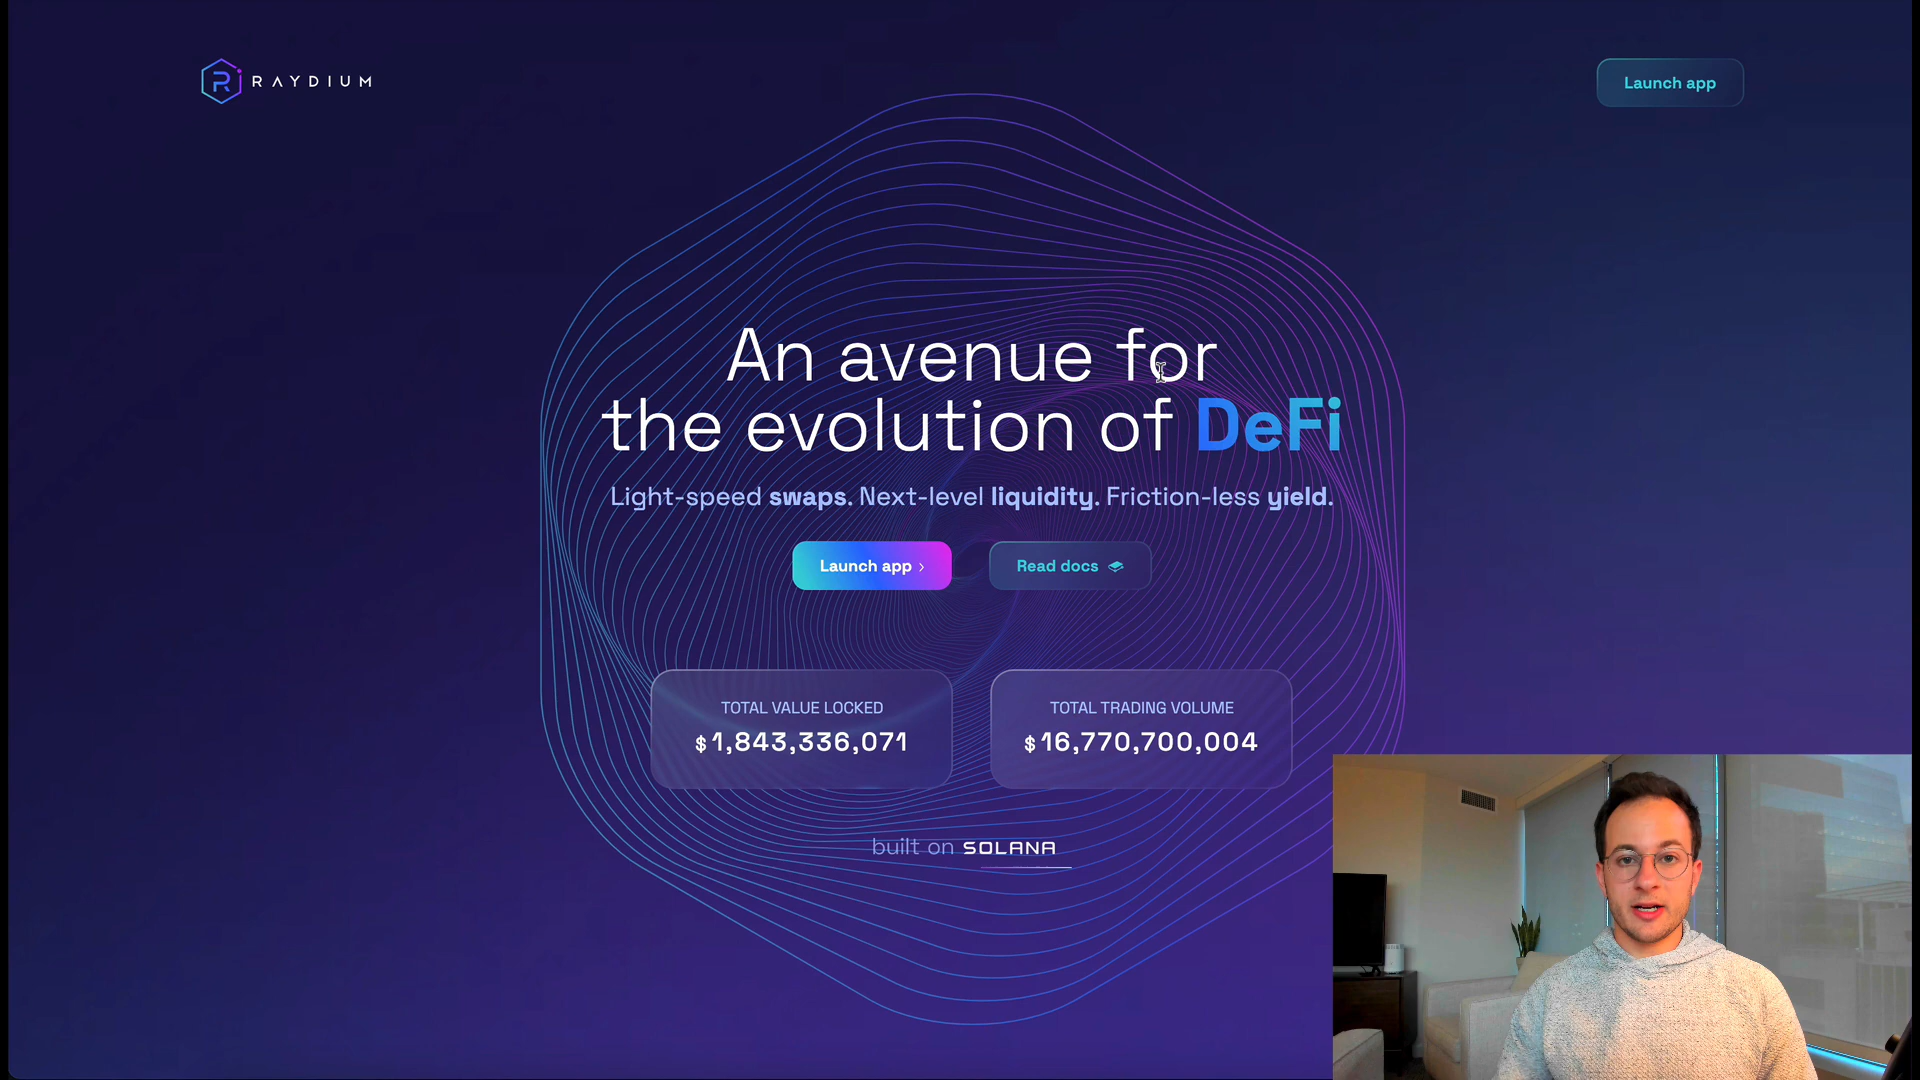 RAYDIUM
Launch app
An avenue for
the evolution of DeFi
Light-speed swaps. Next-level liquidity. Friction-less yield.
Launch app ›
Read docs
TOTAL VALUE LOCKED
$1,843,336,071
TOTAL TRADING VOLUME
$16,770,700,004
built on SOLANA